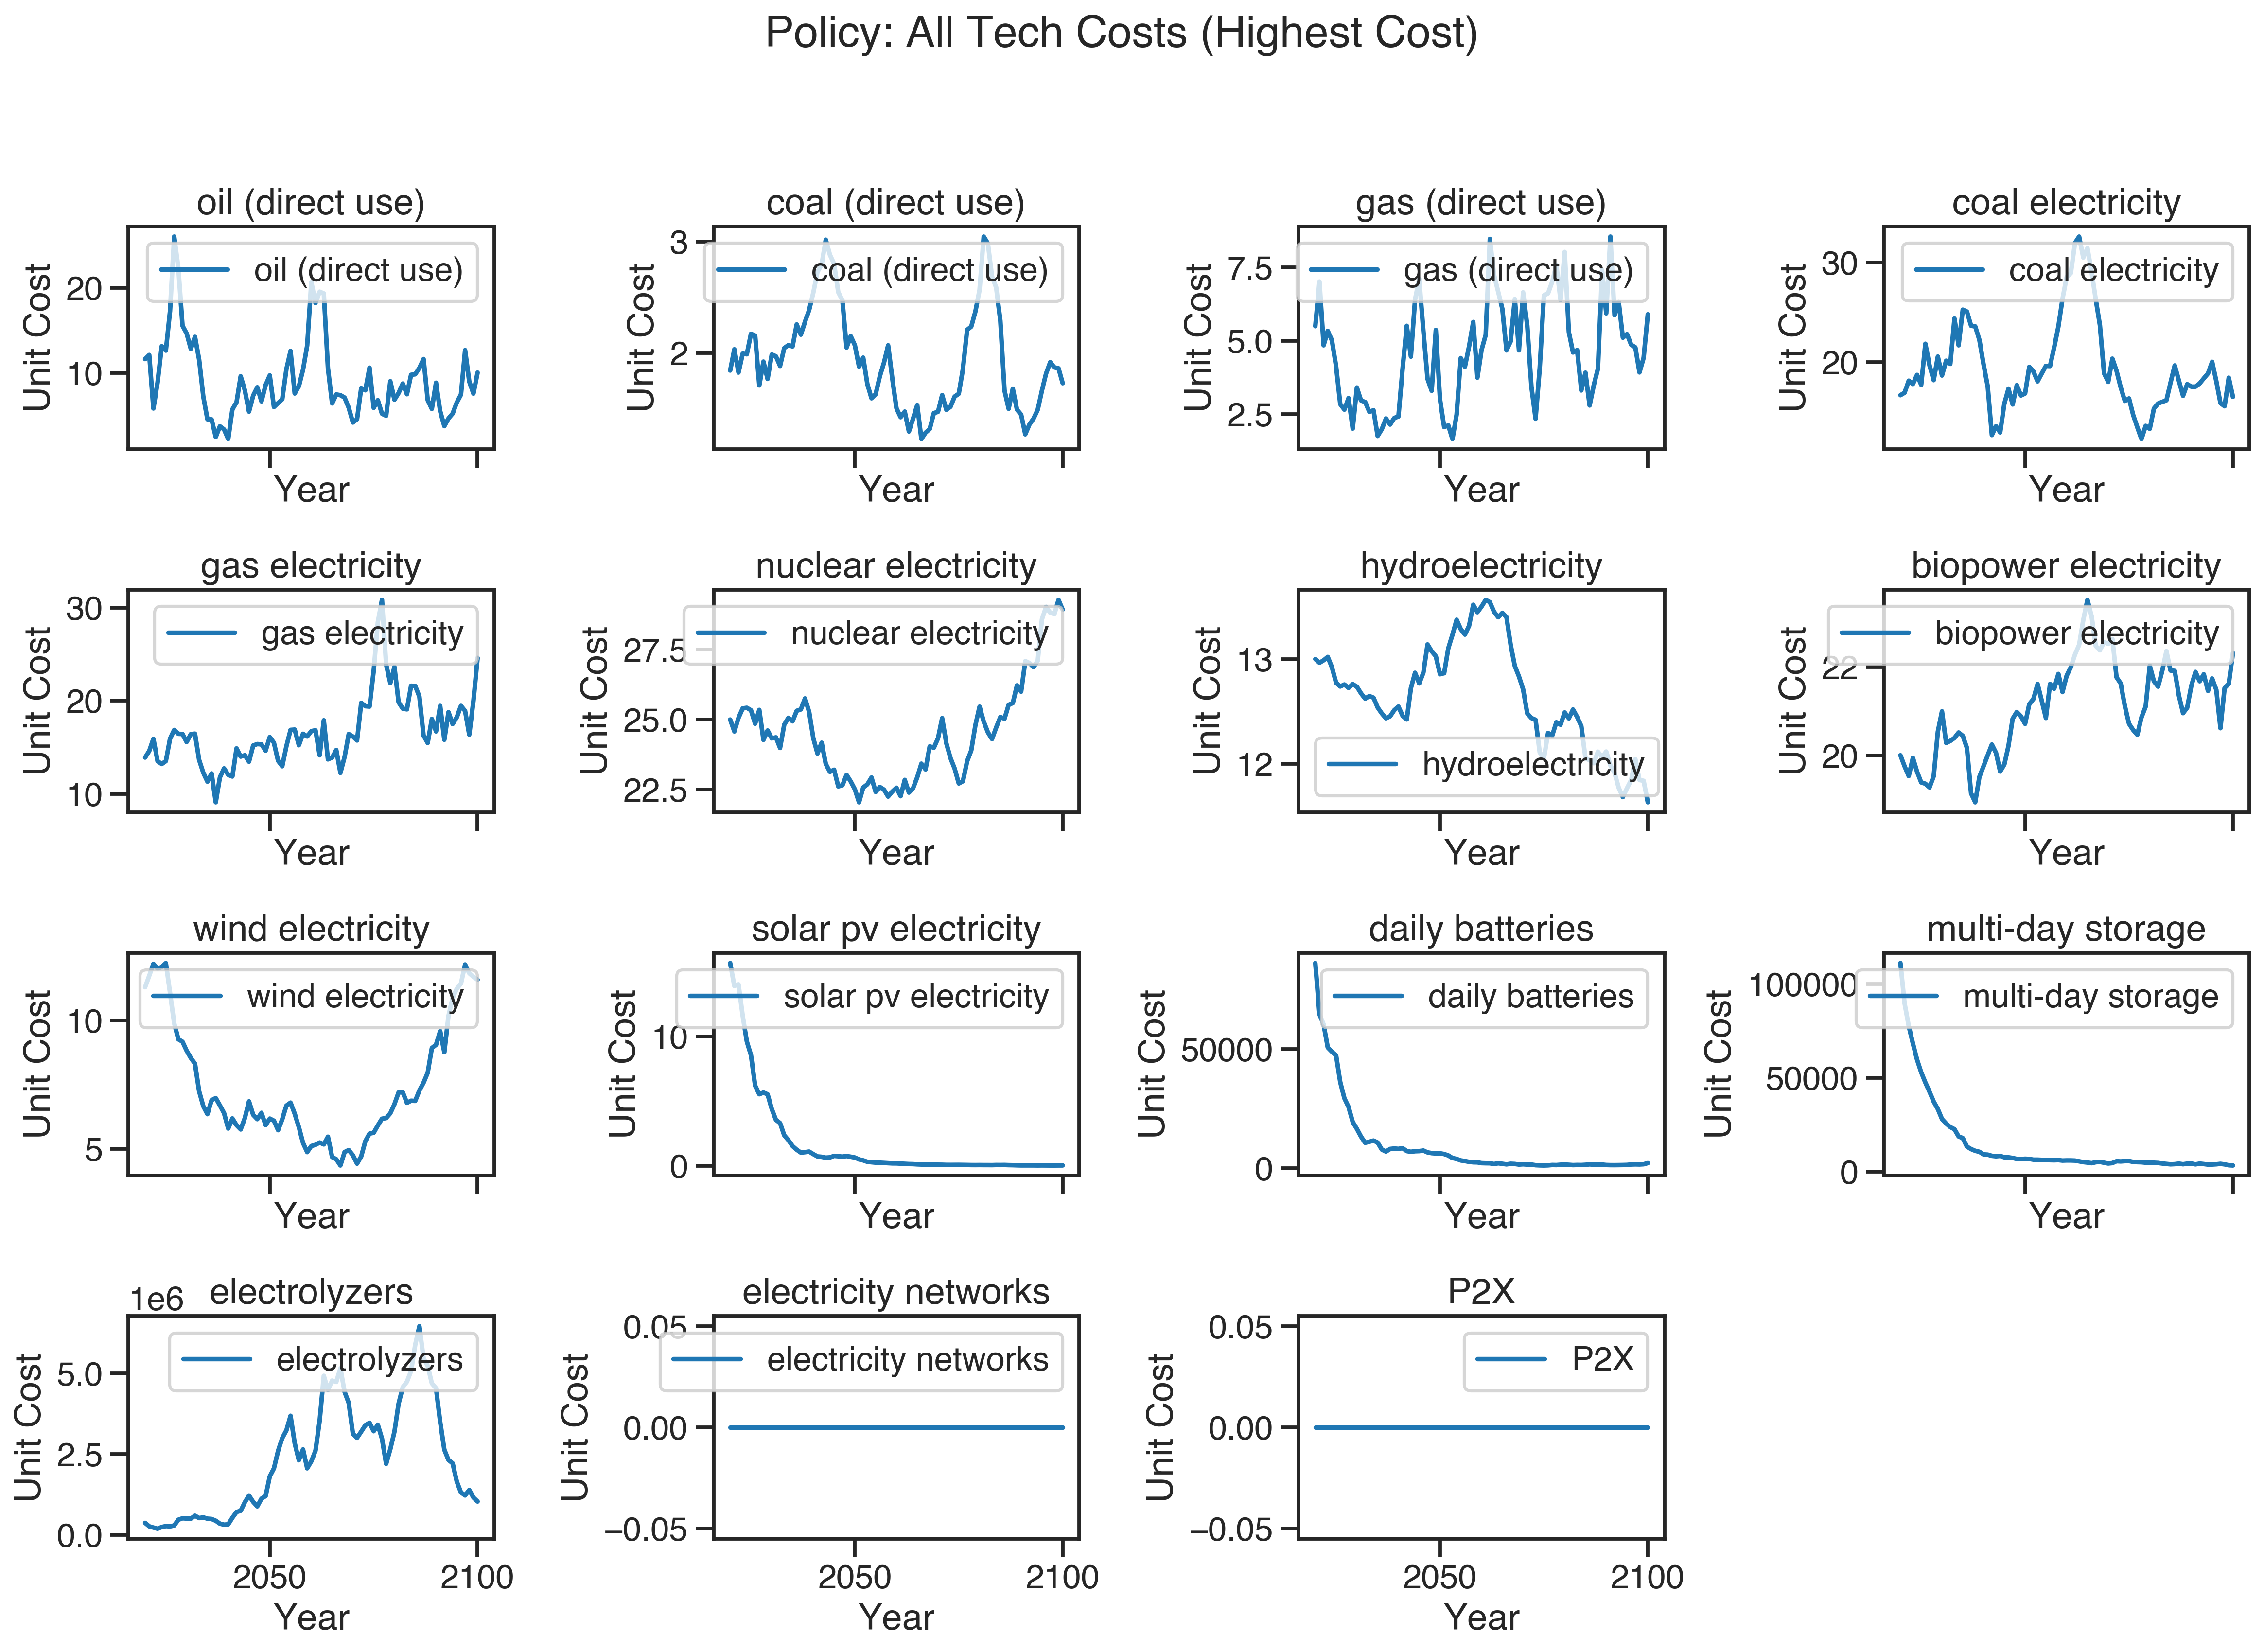 Policy: All Tech Costs (Highest Cost)
oil (direct use)
Unit Cost
20
10
oil (direct use)
Year
coal (direct use)
Unit Cost
3
2
coal (direct use)
Year
gas (direct use)
Unit Cost
7.5
5.0
2.5
gas (direct use)
Year
coal electricity
Unit Cost
30
20
coal electricity
Year
gas electricity
Unit Cost
30
20
10
gas electricity
Year
nuclear electricity
Unit Cost
27.5
25.0
22.5
nuclear electricity
Year
hydroelectricity
Unit Cost
13
12
hydroelectricity
Year
biopower electricity
Unit Cost
22
20
biopower electricity
Year
wind electricity
Unit Cost
10
5
wind electricity
Year
solar pv electricity
Unit Cost
10
0
solar pv electricity
Year
daily batteries
Unit Cost
50000
0
daily batteries
Year
multi-day storage
Unit Cost
100000
50000
0
multi-day storage
Year
electrolyzers
1e6
Unit Cost
5.0
2.5
0.0
electrolyzers
2050
2100
Year
electricity networks
Unit Cost
0.05
0.00
−0.05
electricity networks
2050
2100
Year
P2X
Unit Cost
0.05
0.00
−0.05
P2X
2050
2100
Year